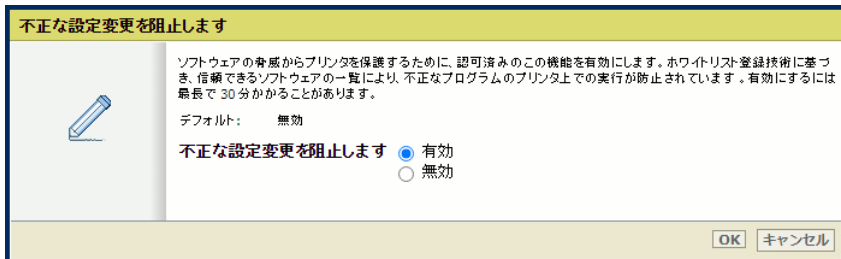 不正な設定変更を阻止します
ソフトウェアの脅威からプリンタを保護するために、認可済みのこの機能を有効にします。ホワイトリスト登録技術に基づ
き、信頼できるソフトウェアの一覧により、不正なプログラムのプリンタ上での実行が防止されています。有効にするには
最長で 30 分かかることがあります。
デフォルト: 無効
不正な設定変更を阻止します 有効
無効
OK キャンセル